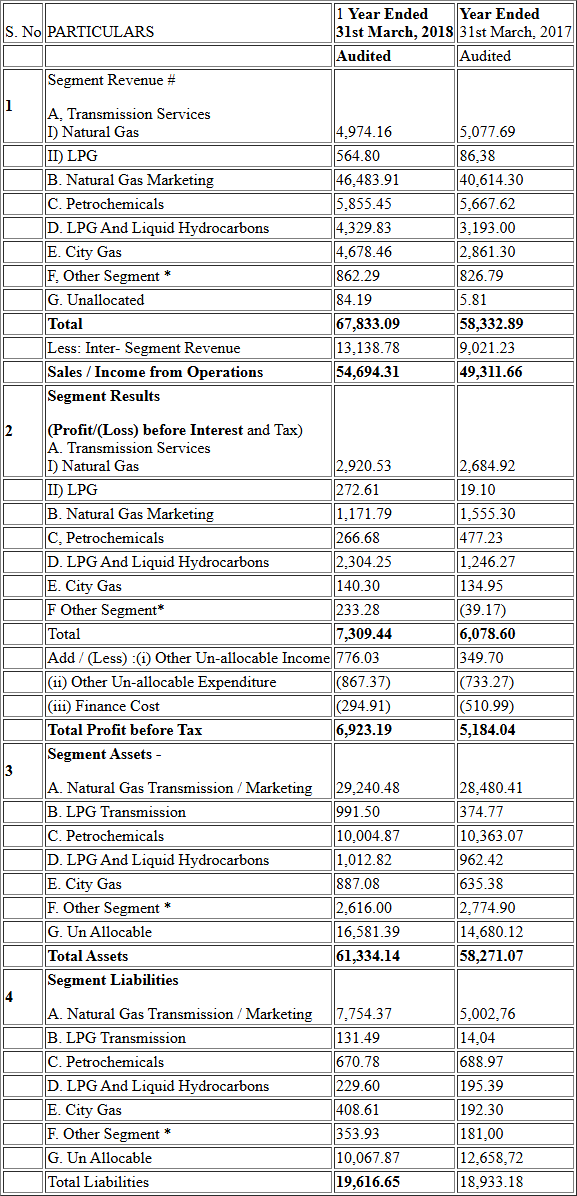 S. No PARTICULARS 1 Year Ended 31st March, 2018 Year Ended 31st March, 2017
Audited Audited
1 Segment Revenue #
A, Transmission Services
I) Natural Gas 4,974.16 5,077.69
II) LPG 564.80 86,38
B. Natural Gas Marketing 46,483.91 40,614.30
C. Petrochemicals 5,855.45 5,667.62
D. LPG And Liquid Hydrocarbons 4,329.83 3,193.00
E. City Gas 4,678.46 2,861.30
F, Other Segment * 862.29 826.79
G. Unallocated 84.19 5.81
Total 67,833.09 58,332.89
Less: Inter- Segment Revenue 13,138.78 9,021.23
Sales / Income from Operations 54,694.31 49,311.66
2 Segment Results
(Profit/(Loss) before Interest and Tax)
A. Transmission Services
I) Natural Gas 2,920.53 2,684.92
II) LPG 272.61 19.10
B. Natural Gas Marketing 1,171.79 1,555.30
C, Petrochemicals 266.68 477.23
D. LPG And Liquid Hydrocarbons 2,304.25 1,246.27
E. City Gas 140.30 134.95
F Other Segment* 233.28 (39.17)
Total 7,309.44 6,078.60
Add / (Less) :(i) Other Un-allocable Income 776.03 349.70
(ii) Other Un-allocable Expenditure (867.37) (733.27)
(iii) Finance Cost (294.91) (510.99)
Total Profit before Tax 6,923.19 5,184.04
3 Segment Assets -
A. Natural Gas Transmission / Marketing 29,240.48 28,480.41
B. LPG Transmission 991.50 374.77
C. Petrochemicals 10,004.87 10,363.07
D. LPG And Liquid Hydrocarbons 1,012.82 962.42
E. City Gas 887.08 635.38
F. Other Segment * 2,616.00 2,774.90
G. Un Allocable 16,581.39 14,680.12
Total Assets 61,334.14 58,271.07
4 Segment Liabilities
A. Natural Gas Transmission / Marketing 7,754.37 5,002,76
B. LPG Transmission 131.49 14,04
C. Petrochemicals 670.78 688.97
D. LPG And Liquid Hydrocarbons 229.60 195.39
E. City Gas 408.61 192.30
F. Other Segment * 353.93 181,00
G. Un Allocable 10,067.87 12,658,72
Total Liabilities 19,616.65 18,933.18